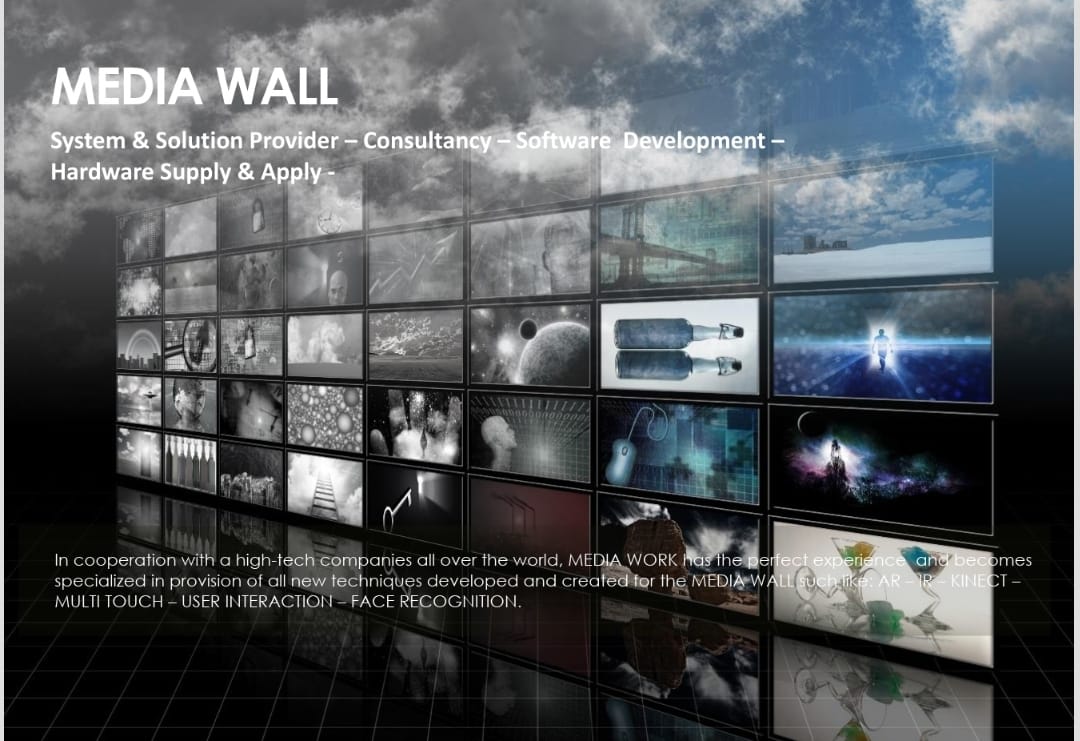 MEDIA WALL
System & Solution Provider – Consultancy – Software Development –
Hardware Supply & Apply -
In cooperation with a high-tech companies all over the world, MEDIA WORK has the perfect experience and becomes
specialized in provision of all new techniques developed and created for the MEDIA WALL such like: AR – IR – KINECT –
MULTI TOUCH – USER INTERACTION – FACE RECOGNITION.